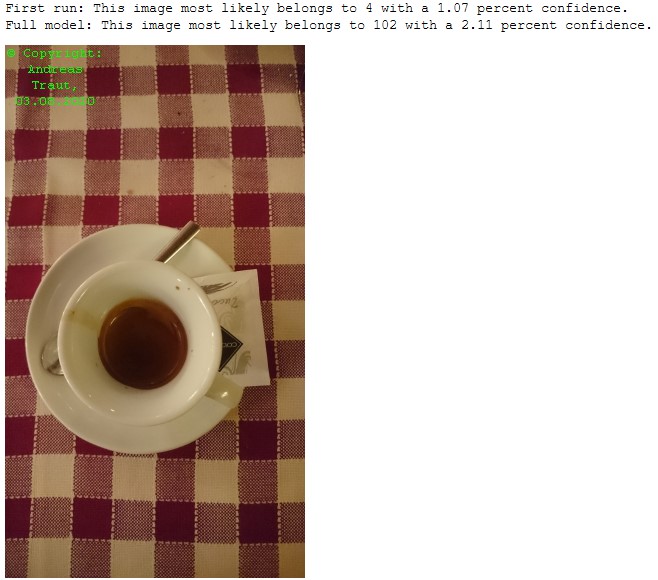 First run: This image most likely belongs to 4 with a 1.07 percent confidence.
Full model: This image most likely belongs to 102 with a 2.11 percent confidence.
© Copyright:
Andreas
Traut,
03.08.2020